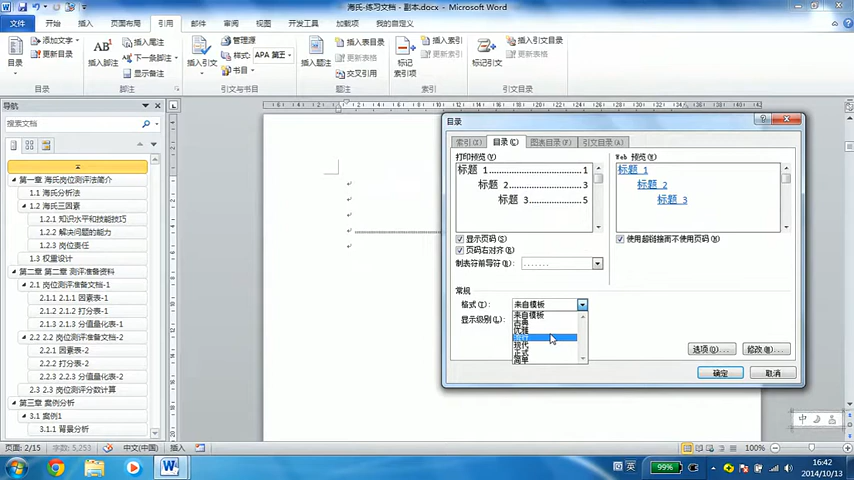 海氏-练习文档 - 副本.docx - Microsoft Word
文件 开始 插入 页面布局 引用 邮件 审阅 视图 开发工具 加载项 我的自定义
目录
添加文字
更新目录
目录
AB
插入脚注
插入尾注
下一条脚注
显示备注
脚注
插入引文
管理源
样式: APA 第五
书目
引文与书目
插入题注
插入表目录
更新表格
交叉引用
题注
标记
索引项
插入索引
更新索引
索引
标记引文
插入引文目录
更新表格
引文目录
导航
搜索文档
第一章 海氏岗位测评法简介
1.1 海氏分析法
1.2 海氏三因素
1.2.1 知识水平和技能技巧
1.2.2 解决问题的能力
1.2.3 岗位责任
1.3 权重设计
第二章 第二章 测评准备资料
2.1 岗位测评准备文档-1
2.1.1 2.1.1 因素表-1
2.1.2 2.1.2 打分表-1
2.1.3 2.1.3 分值量化表-1
2.2 2.2 岗位测评准备文档-2
2.2.1 因素表-2
2.2.2 打分表-2
2.2.3 分值量化表-2
2.3 2.3 岗位测评分数计算
第三章 案例分析
3.1 案例1
3.1.1 背景分析
目录
索引(X) 目录(C) 图表目录(F) 引文目录(A)
打印预览(V)
标题 1....................................1
标题 2............................3
标题 3....................5
Web 预览(W)
标题 1
标题 2
标题 3
显示页码(S)
页码右对齐(R)
制表符前导符(B): .......
使用超链接而不使用页码(H)
常规
格式(T): 来自模板
来自模板
古典
优雅
流行
现代
正式
简单
显示级别(L):
选项(O)... 修改(M)...
确定 取消
中
页面: 2/15 字数: 5,253 中文(中国) 插入 100%
英 99% 16:42
2014/10/13